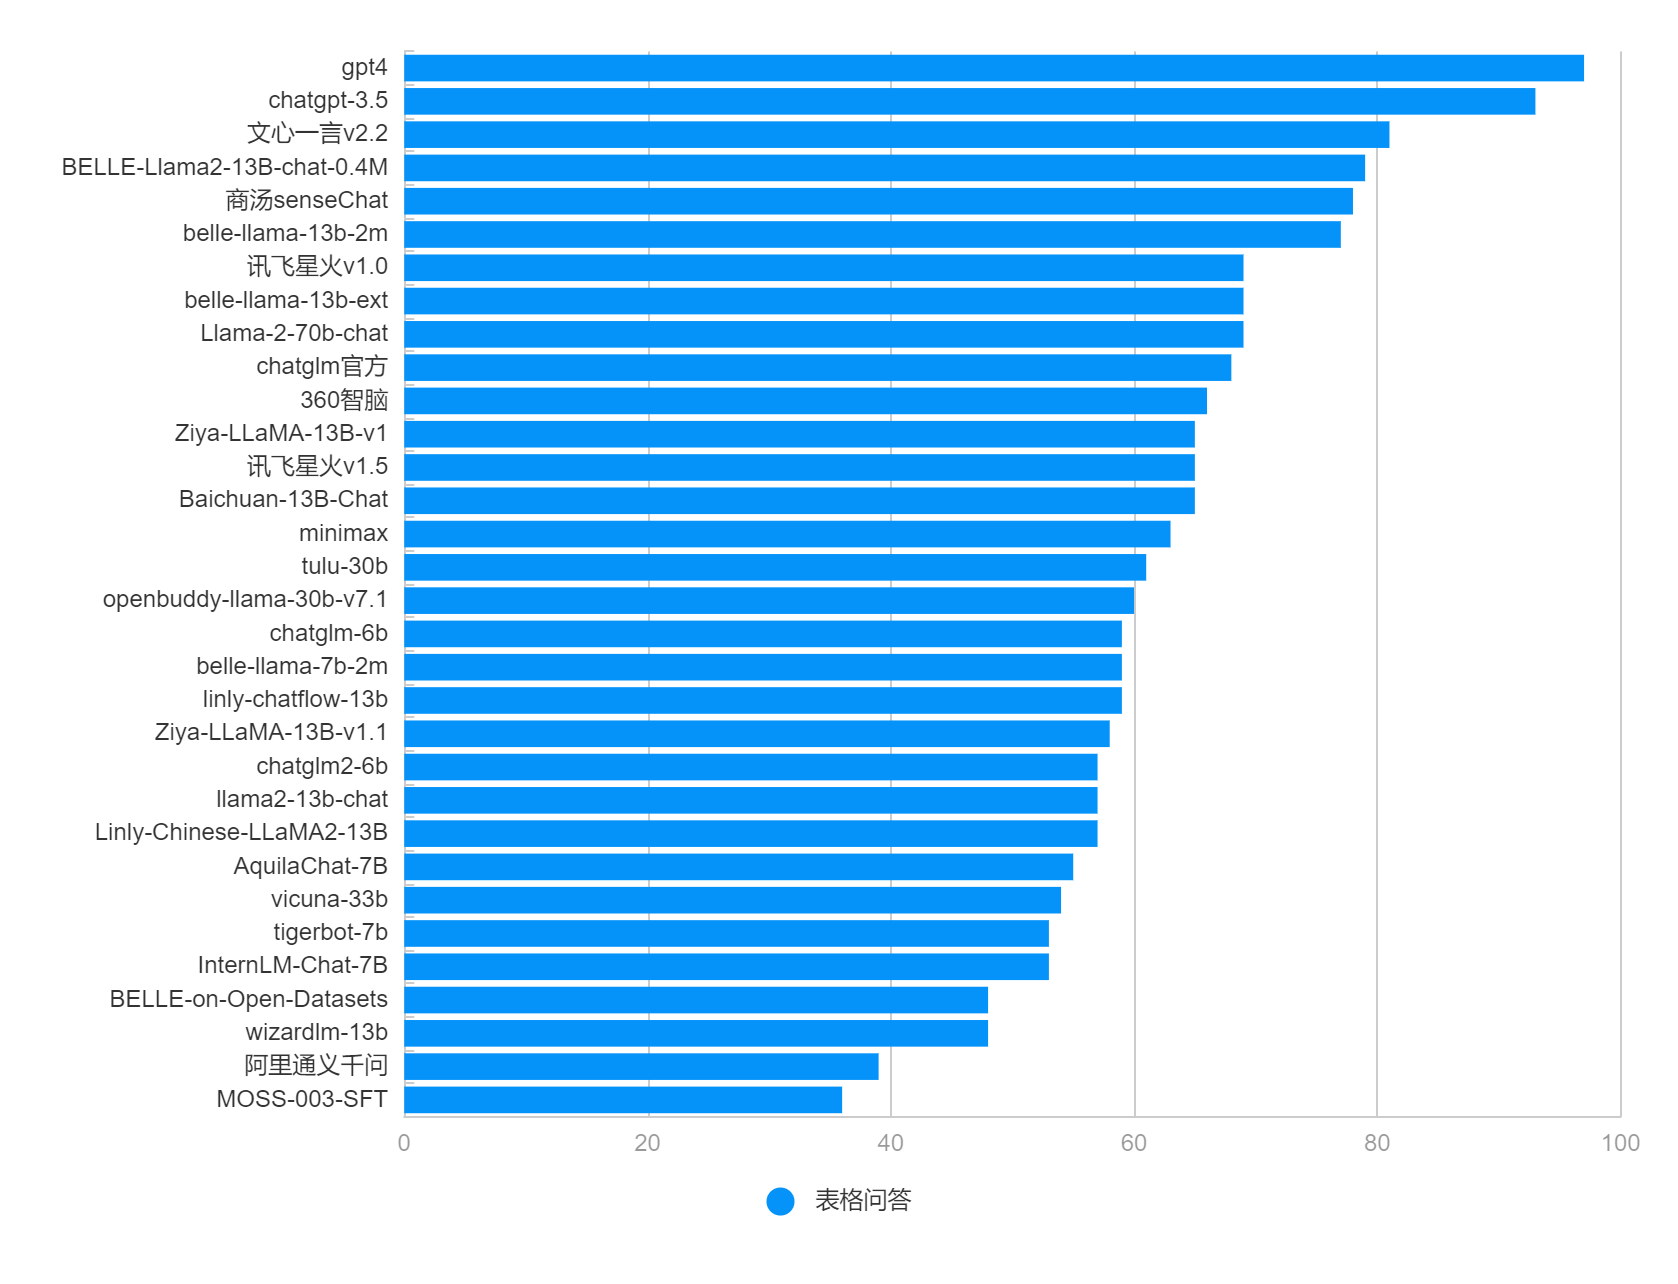 gpt4
chatgpt-3.5
文心一言v2.2
BELLE-Llama2-13B-chat-0.4M
商汤senseChat
belle-llama-13b-2m
讯飞星火v1.0
belle-llama-13b-ext
Llama-2-70b-chat
chatglm官方
360智脑
Ziya-LLaMA-13B-v1
讯飞星火v1.5
Baichuan-13B-Chat
minimax
tulu-30b
openbuddy-llama-30b-v7.1
chatglm-6b
belle-llama-7b-2m
linly-chatflow-13b
Ziya-LLaMA-13B-v1.1
chatglm2-6b
llama2-13b-chat
Linly-Chinese-LLaMA2-13B
AquilaChat-7B
vicuna-33b
tigerbot-7b
InternLM-Chat-7B
BELLE-on-Open-Datasets
wizardlm-13b
阿里通义千问
MOSS-003-SFT
0 20 40 60 80 100
表格问答